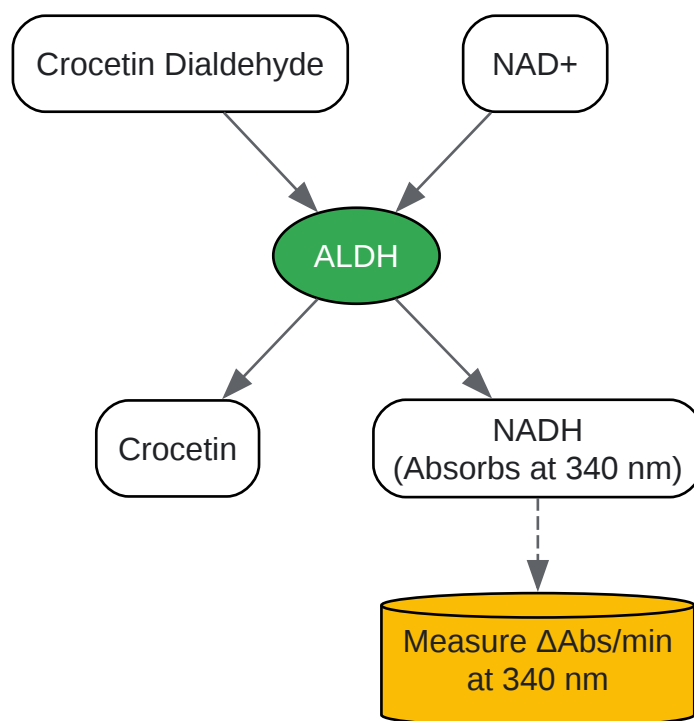 Crocetin Dialdehyde
NAD+
ALDH
Crocetin
NADH
(Absorbs at 340 nm)
Measure ΔAbs/min
at 340 nm